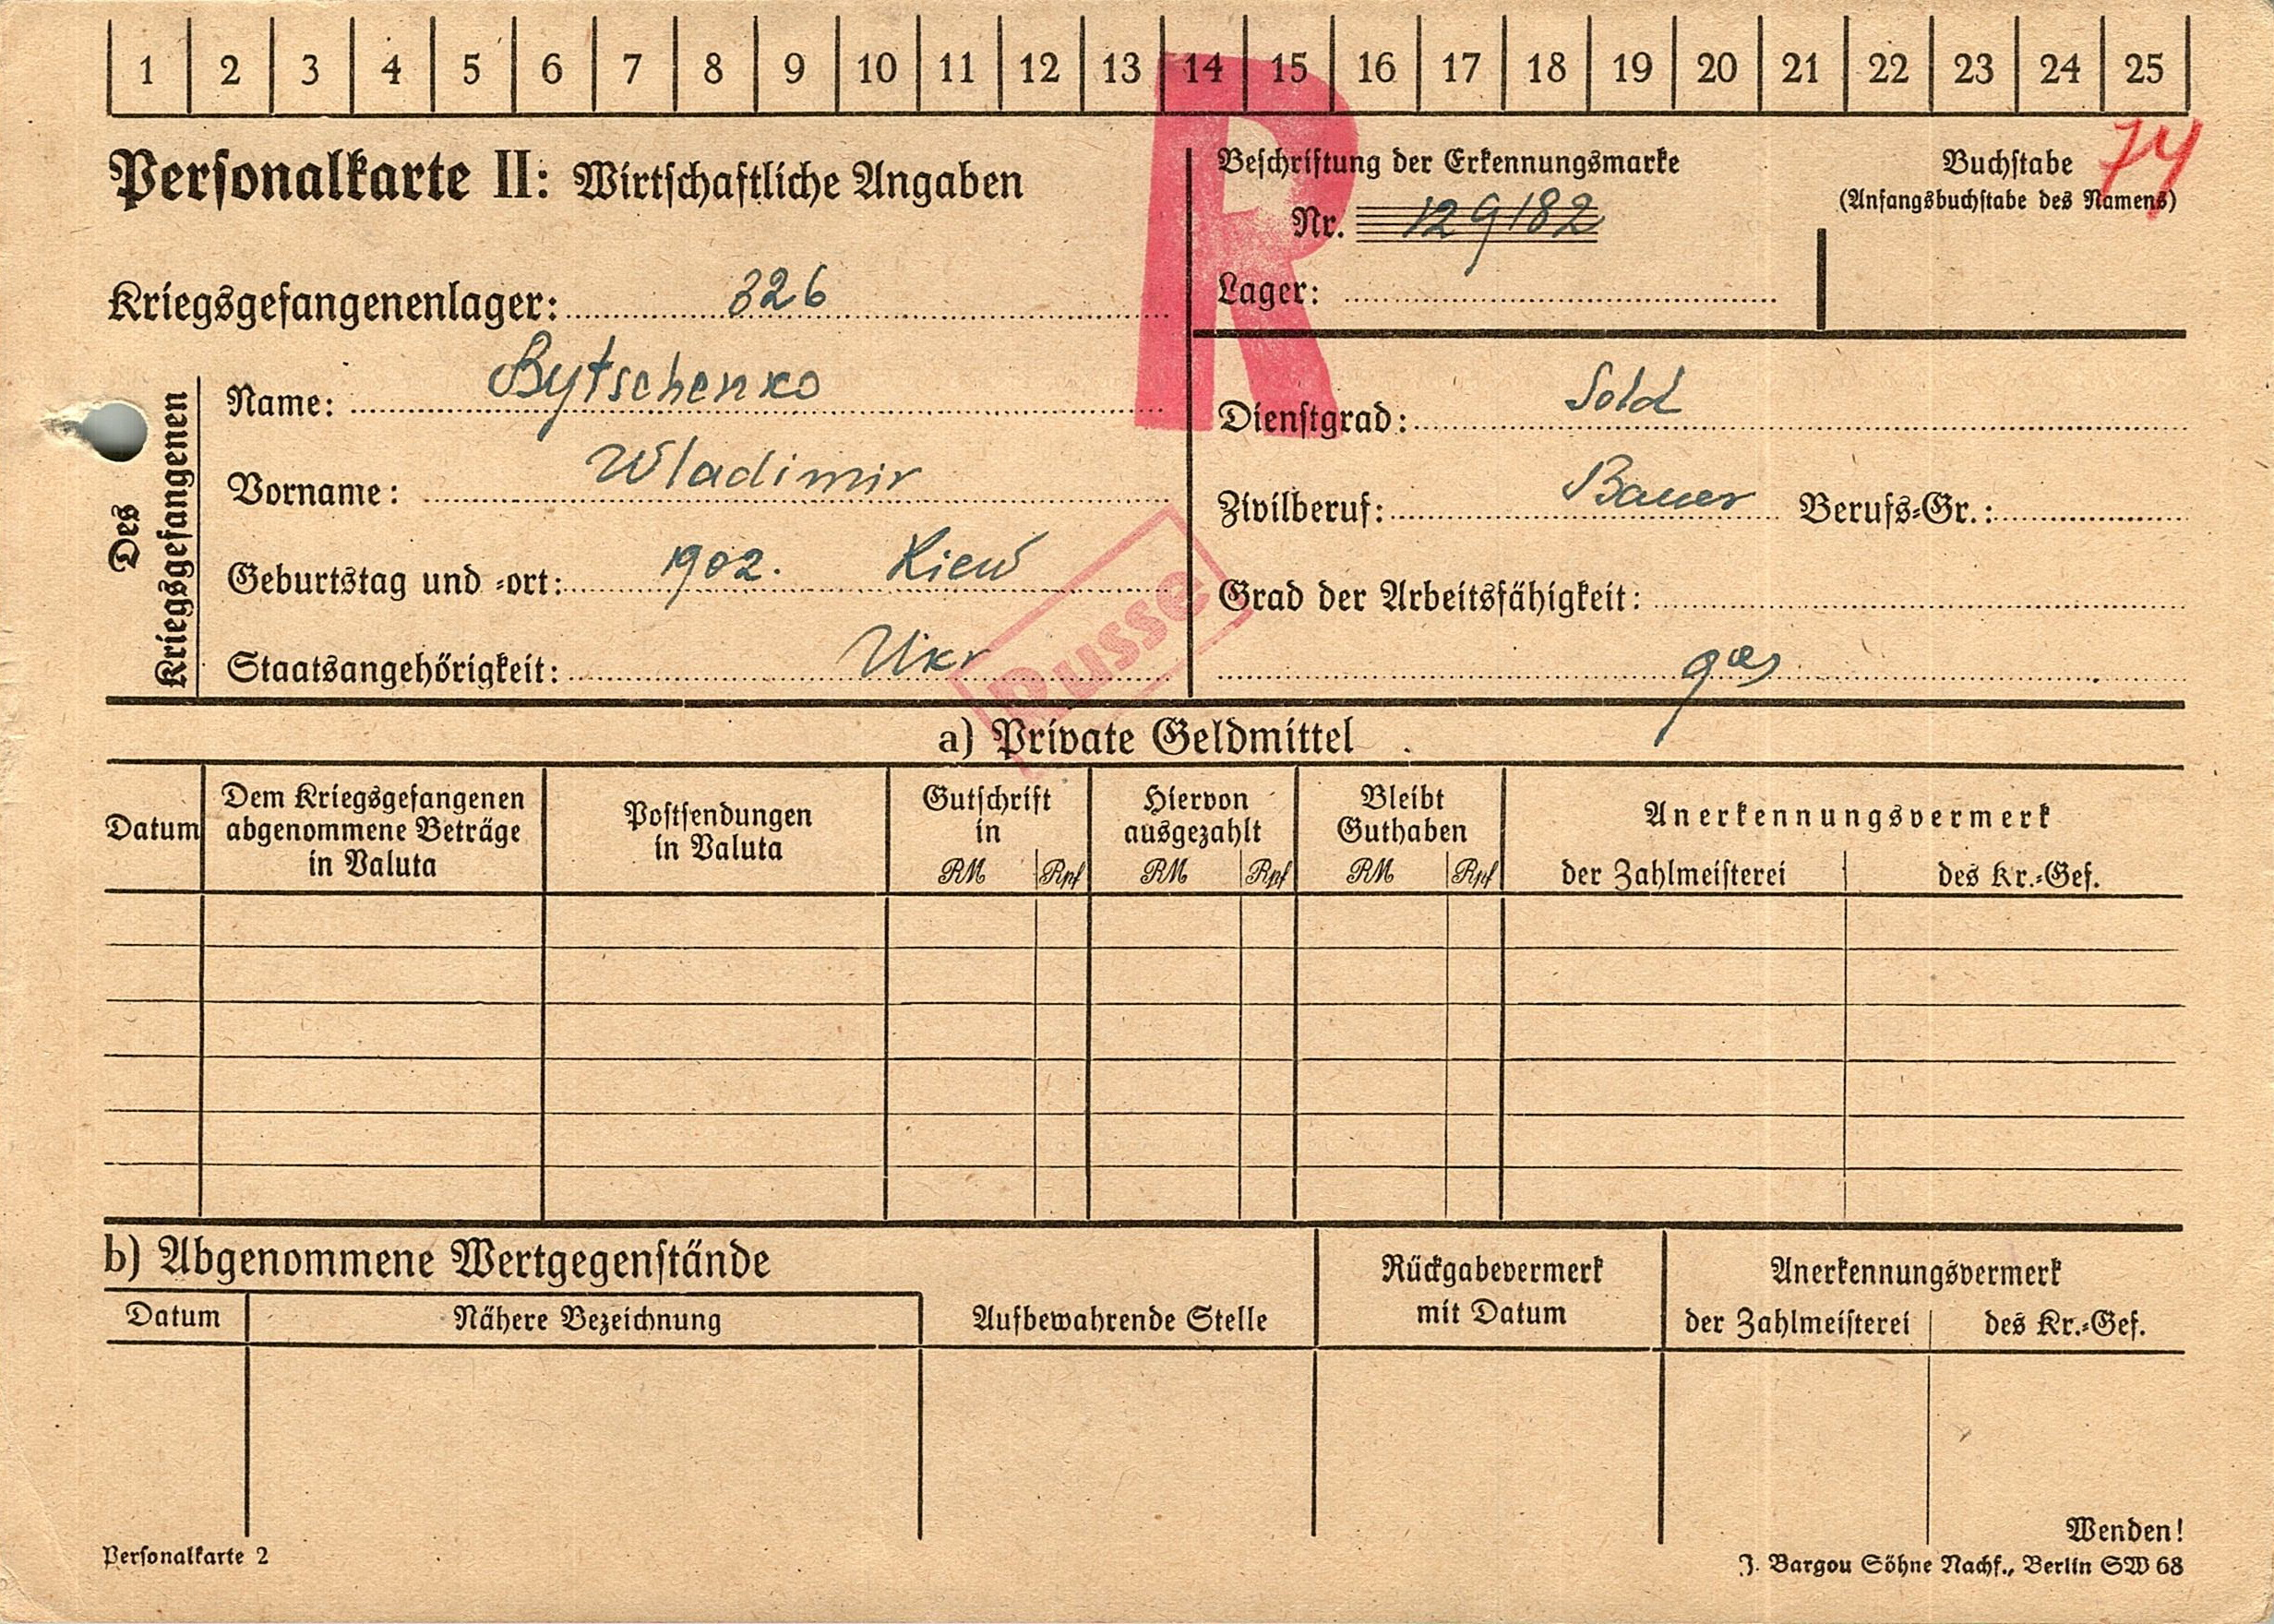 1 2 3 4 5 6 7 8 9 10 11 12 13 14 15 16 17 18 19 20 21 22 23 24 25
R
Personalkarte II: Wirtschaftliche Angaben
Beschriftung der Erkennungsmarke
Nr. 129182
Lager:
Buchstabe
(Anfangsbuchstabe des Namens)
74
Kriegsgefangenenlager: 326
Des Kriegsgefangenen
Name: Bytschenko
Vorname: Wladimir
Geburtstag und -ort: 1902. Kiew
Staatsangehörigkeit: Ukr
Russe
Dienstgrad: Sold
Zivilberuf: Bauer Berufs-Gr.:
Grad der Arbeitsfähigkeit:
a) Private Geldmittel
Datum
Dem Kriegsgefangenen
abgenommene Beträge
in Valuta
Postsendungen
in Valuta
Gutschrift
in
RM Rpf
Hiervon
ausgezahlt
RM Rpf
Bleibt
Guthaben
RM Rpf
Anerkennungsvermerk
der Zahlmeisterei des Kr.-Gef.
b) Abgenommene Wertgegenstände
Datum Nähere Bezeichnung
Aufbewahrende Stelle
Rückgabevermerk
mit Datum
Anerkennungsvermerk
der Zahlmeisterei des Kr.-Gef.
Wenden!
Personalkarte 2
J. Bargou Söhne Nachf., Berlin SW 68